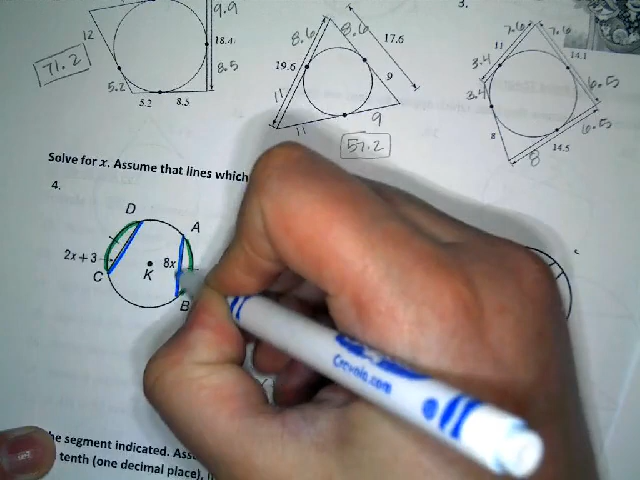 9.9
12
18.4
8.5
71.2
5.2
5.2 8.5
8.6 8.6
17.6
19.6
9
11
11
9
57.2
3.
7.6 7.6
11
14.1
3.4
3.4
6.5
6.5
8
8
14.5
Solve for x. Assume that lines which
4.
D
A
2x + 3
8x
C
K
B
Crayola.com
he segment indicated. Ass
tenth (one decimal place),